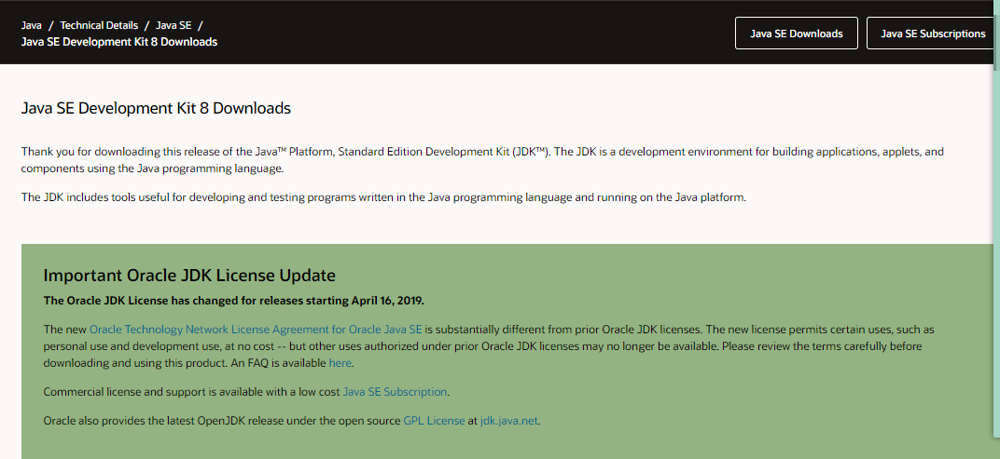 Java / Technical Details / Java SE /
Java SE Development Kit 8 Downloads
Java SE Downloads
Java SE Subscriptions
Java SE Development Kit 8 Downloads
Thank you for downloading this release of the Java™ Platform, Standard Edition Development Kit (JDK™). The JDK is a development environment for building applications, applets, and
components using the Java programming language.
The JDK includes tools useful for developing and testing programs written in the Java programming language and running on the Java platform.
Important Oracle JDK License Update
The Oracle JDK License has changed for releases starting April 16, 2019.
The new Oracle Technology Network License Agreement for Oracle Java SE is substantially different from prior Oracle JDK licenses. The new license permits certain uses, such as
personal use and development use, at no cost -- but other uses authorized under prior Oracle JDK licenses may no longer be available. Please review the terms carefully before
downloading and using this product. An FAQ is available here.
Commercial license and support is available with a low cost Java SE Subscription.
Oracle also provides the latest OpenJDK release under the open source GPL License at jdk.java.net.